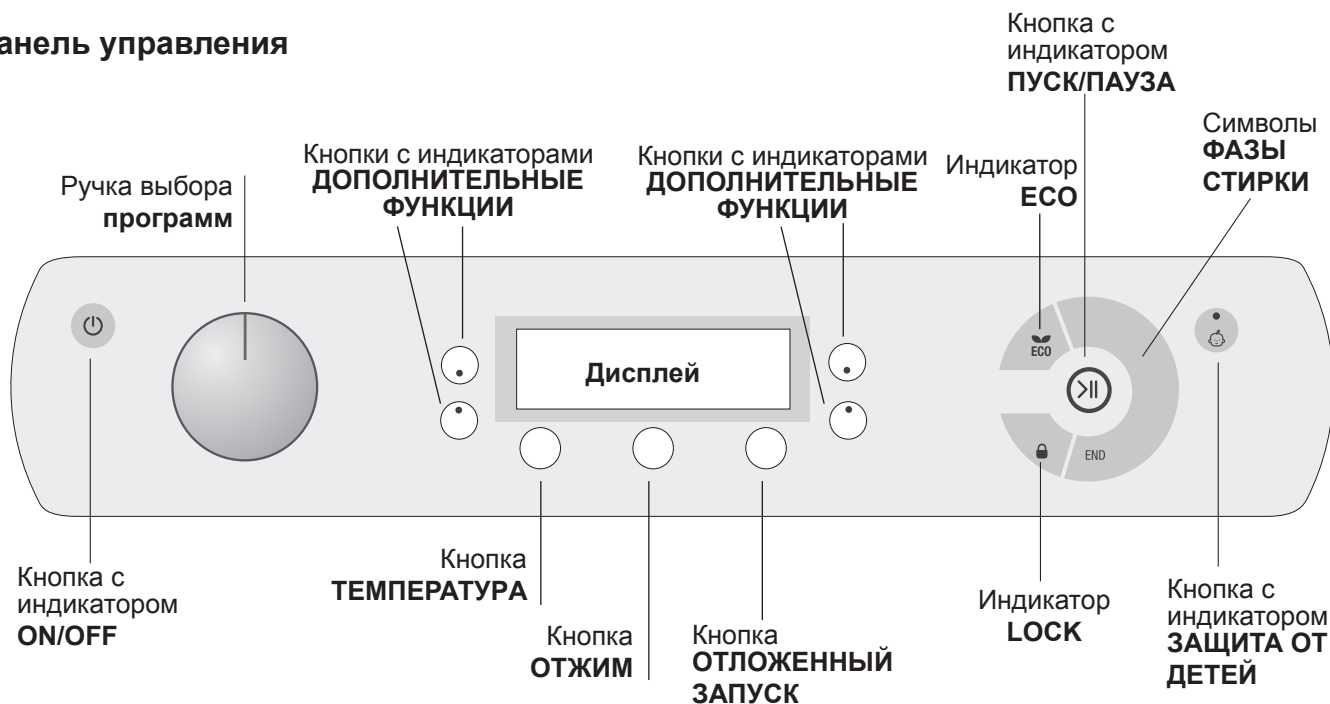 анель управления
Кнопка с
индикатором
ПУСК/ПАУЗА
Символы
ФАЗЫ
СТИРКИ
Кнопки с индикаторами
ДОПОЛНИТЕЛЬНЫЕ
ФУНКЦИИ
Кнопки с индикаторами
ДОПОЛНИТЕЛЬНЫЕ
ФУНКЦИИ
Индикатор
ECO
Ручка выбора
программ
ECO
Дисплей
END
Кнопка
ТЕМПЕРАТУРА
Кнопка с
индикатором
ON/OFF
Кнопка
ОТЖИМ
Кнопка
ОТЛОЖЕННЫЙ
ЗАПУСК
Индикатор
LOCK
Кнопка с
индикатором
ЗАЩИТА ОТ
ДЕТЕЙ